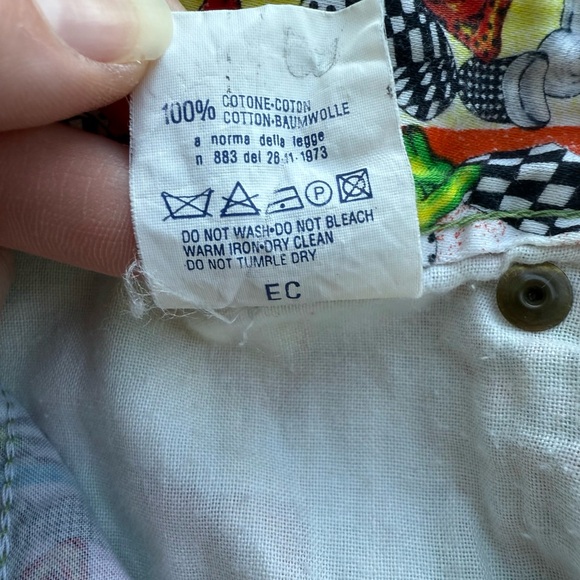 100% COTONE-COTON
COTTON-BAUMWOLLE
a norma della legge
n 883 del 26-11-1973
P
DO NOT WASH•DO NOT BLEACH
WARM IRON•DRY CLEAN
DO NOT TUMBLE DRY
EC